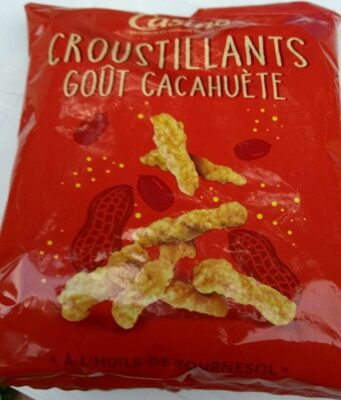 Casino
CROUSTILLANTS
GOÛT CACAHUÈTE
• À L'HUILE DE TOURNESOL •